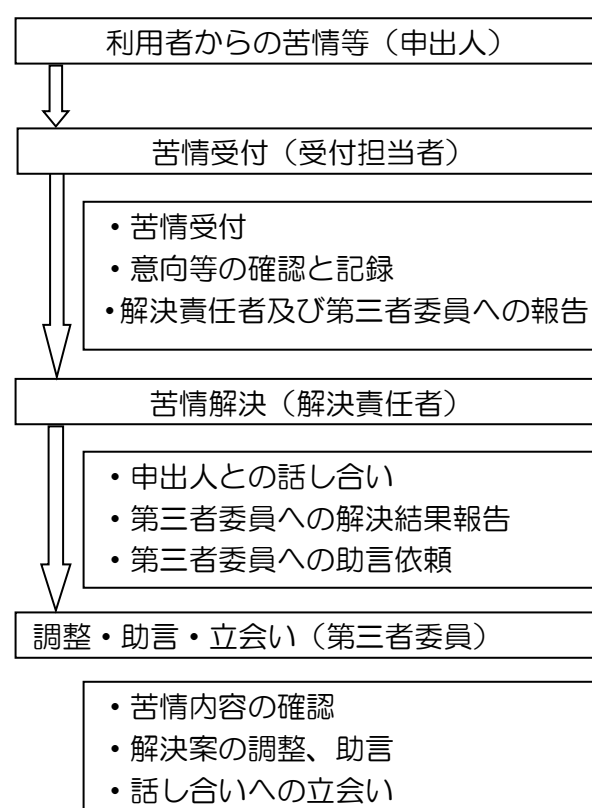 利用者からの苦情等（申出人）
苦情受付（受付担当者）
・苦情受付
・意向等の確認と記録
・解決責任者及び第三者委員への報告
苦情解決（解決責任者）
・申出人との話し合い
・第三者委員への解決結果報告
・第三者委員への助言依頼
調整・助言・立会い（第三者委員）
・苦情内容の確認
・解決案の調整、助言
・話し合いへの立会い